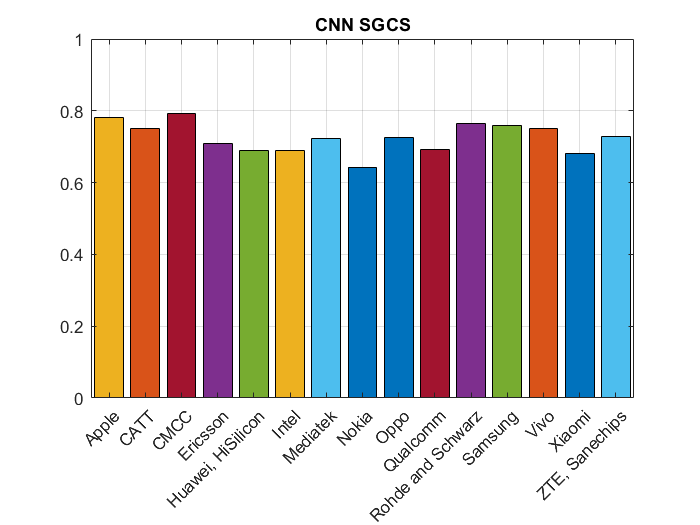 CNN SGCS
1
0.8
0.6
0.4
0.2
0
Apple
CATT
CMCC
Ericsson
Huawei, HiSilicon
Intel
Mediatek
Nokia
Oppo
Qualcomm
Rohde and Schwarz
Samsung
Vivo
Xiaomi
ZTE, Sanechips